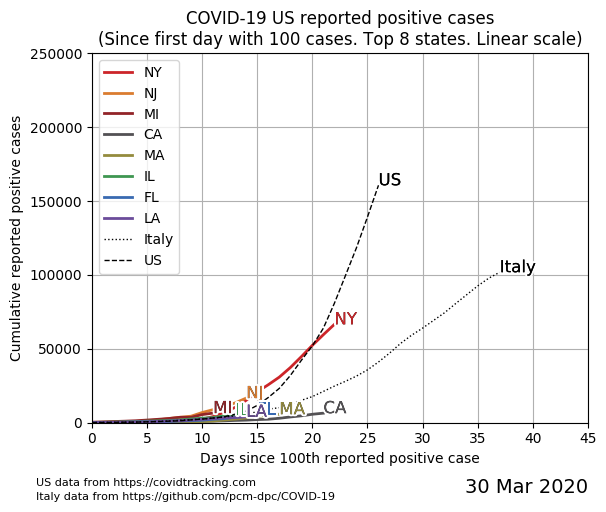 COVID-19 US reported positive cases
(Since first day with 100 cases. Top 8 states. Linear scale)
Cumulative reported positive cases
250000
200000
150000
100000
50000
0
NY
NJ
MI
CA
MA
IL
FL
LA
Italy
US
US
Italy
NY
NJ
MI
IL
LA
FL
MA
CA
0 5 10 15 20 25 30 35 40 45
Days since 100th reported positive case
US data from https://covidtracking.com
Italy data from https://github.com/pcm-dpc/COVID-19
30 Mar 2020